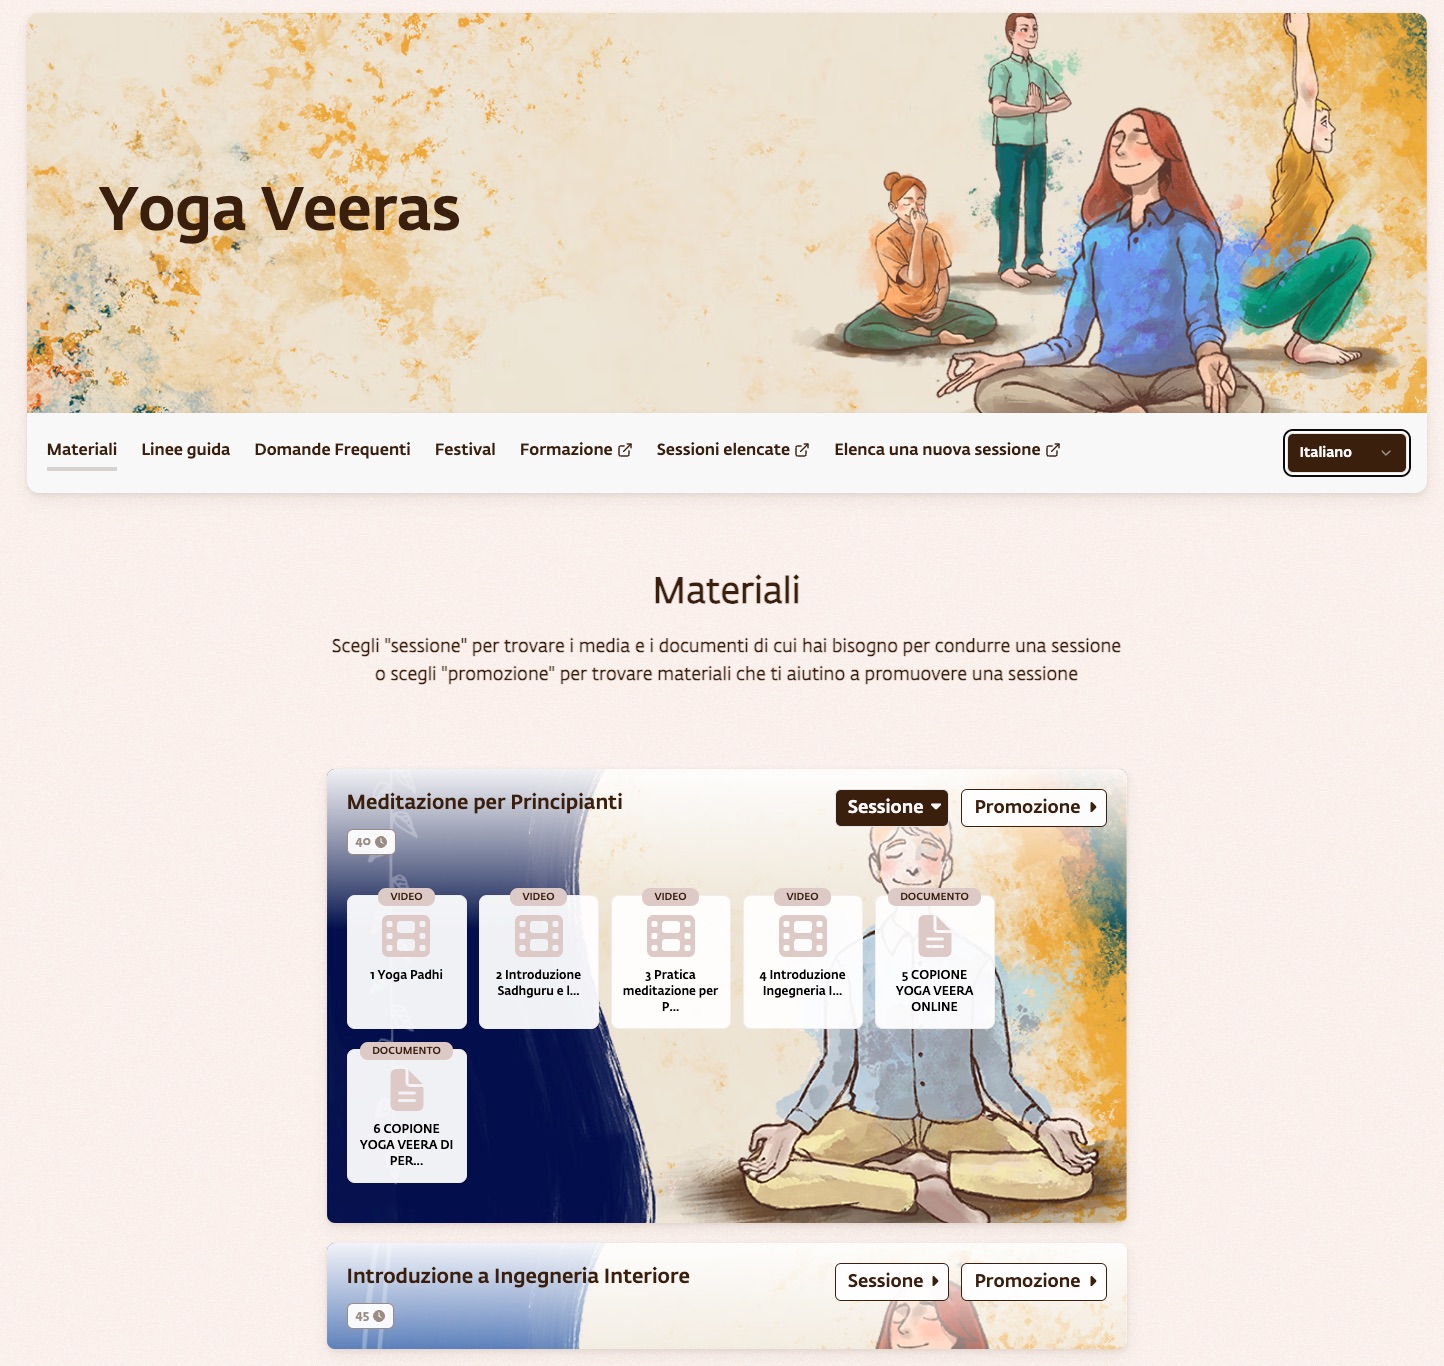 Yoga Veeras
Materiali
Linee guida
Domande Frequenti
Festival
Formazione
Sessioni elencate
Elenca una nuova sessione
Italiano
Materiali
Scegli "sessione" per trovare i media e i documenti di cui hai bisogno per condurre una sessione
o scegli "promozione" per trovare materiali che ti aiutino a promuovere una sessione
Meditazione per Principianti
Sessione
Promozione
40
VIDEO
1 Yoga Padhi
VIDEO
2 Introduzione
Sadhguru e I...
VIDEO
3 Pratica
meditazione per
P...
VIDEO
4 Introduzione
Ingegneria I...
DOCUMENTO
5 COPIONE
YOGA VEERA
ONLINE
DOCUMENTO
6 COPIONE
YOGA VEERA DI
PER...
Introduzione a Ingegneria Interiore
Sessione
Promozione
45